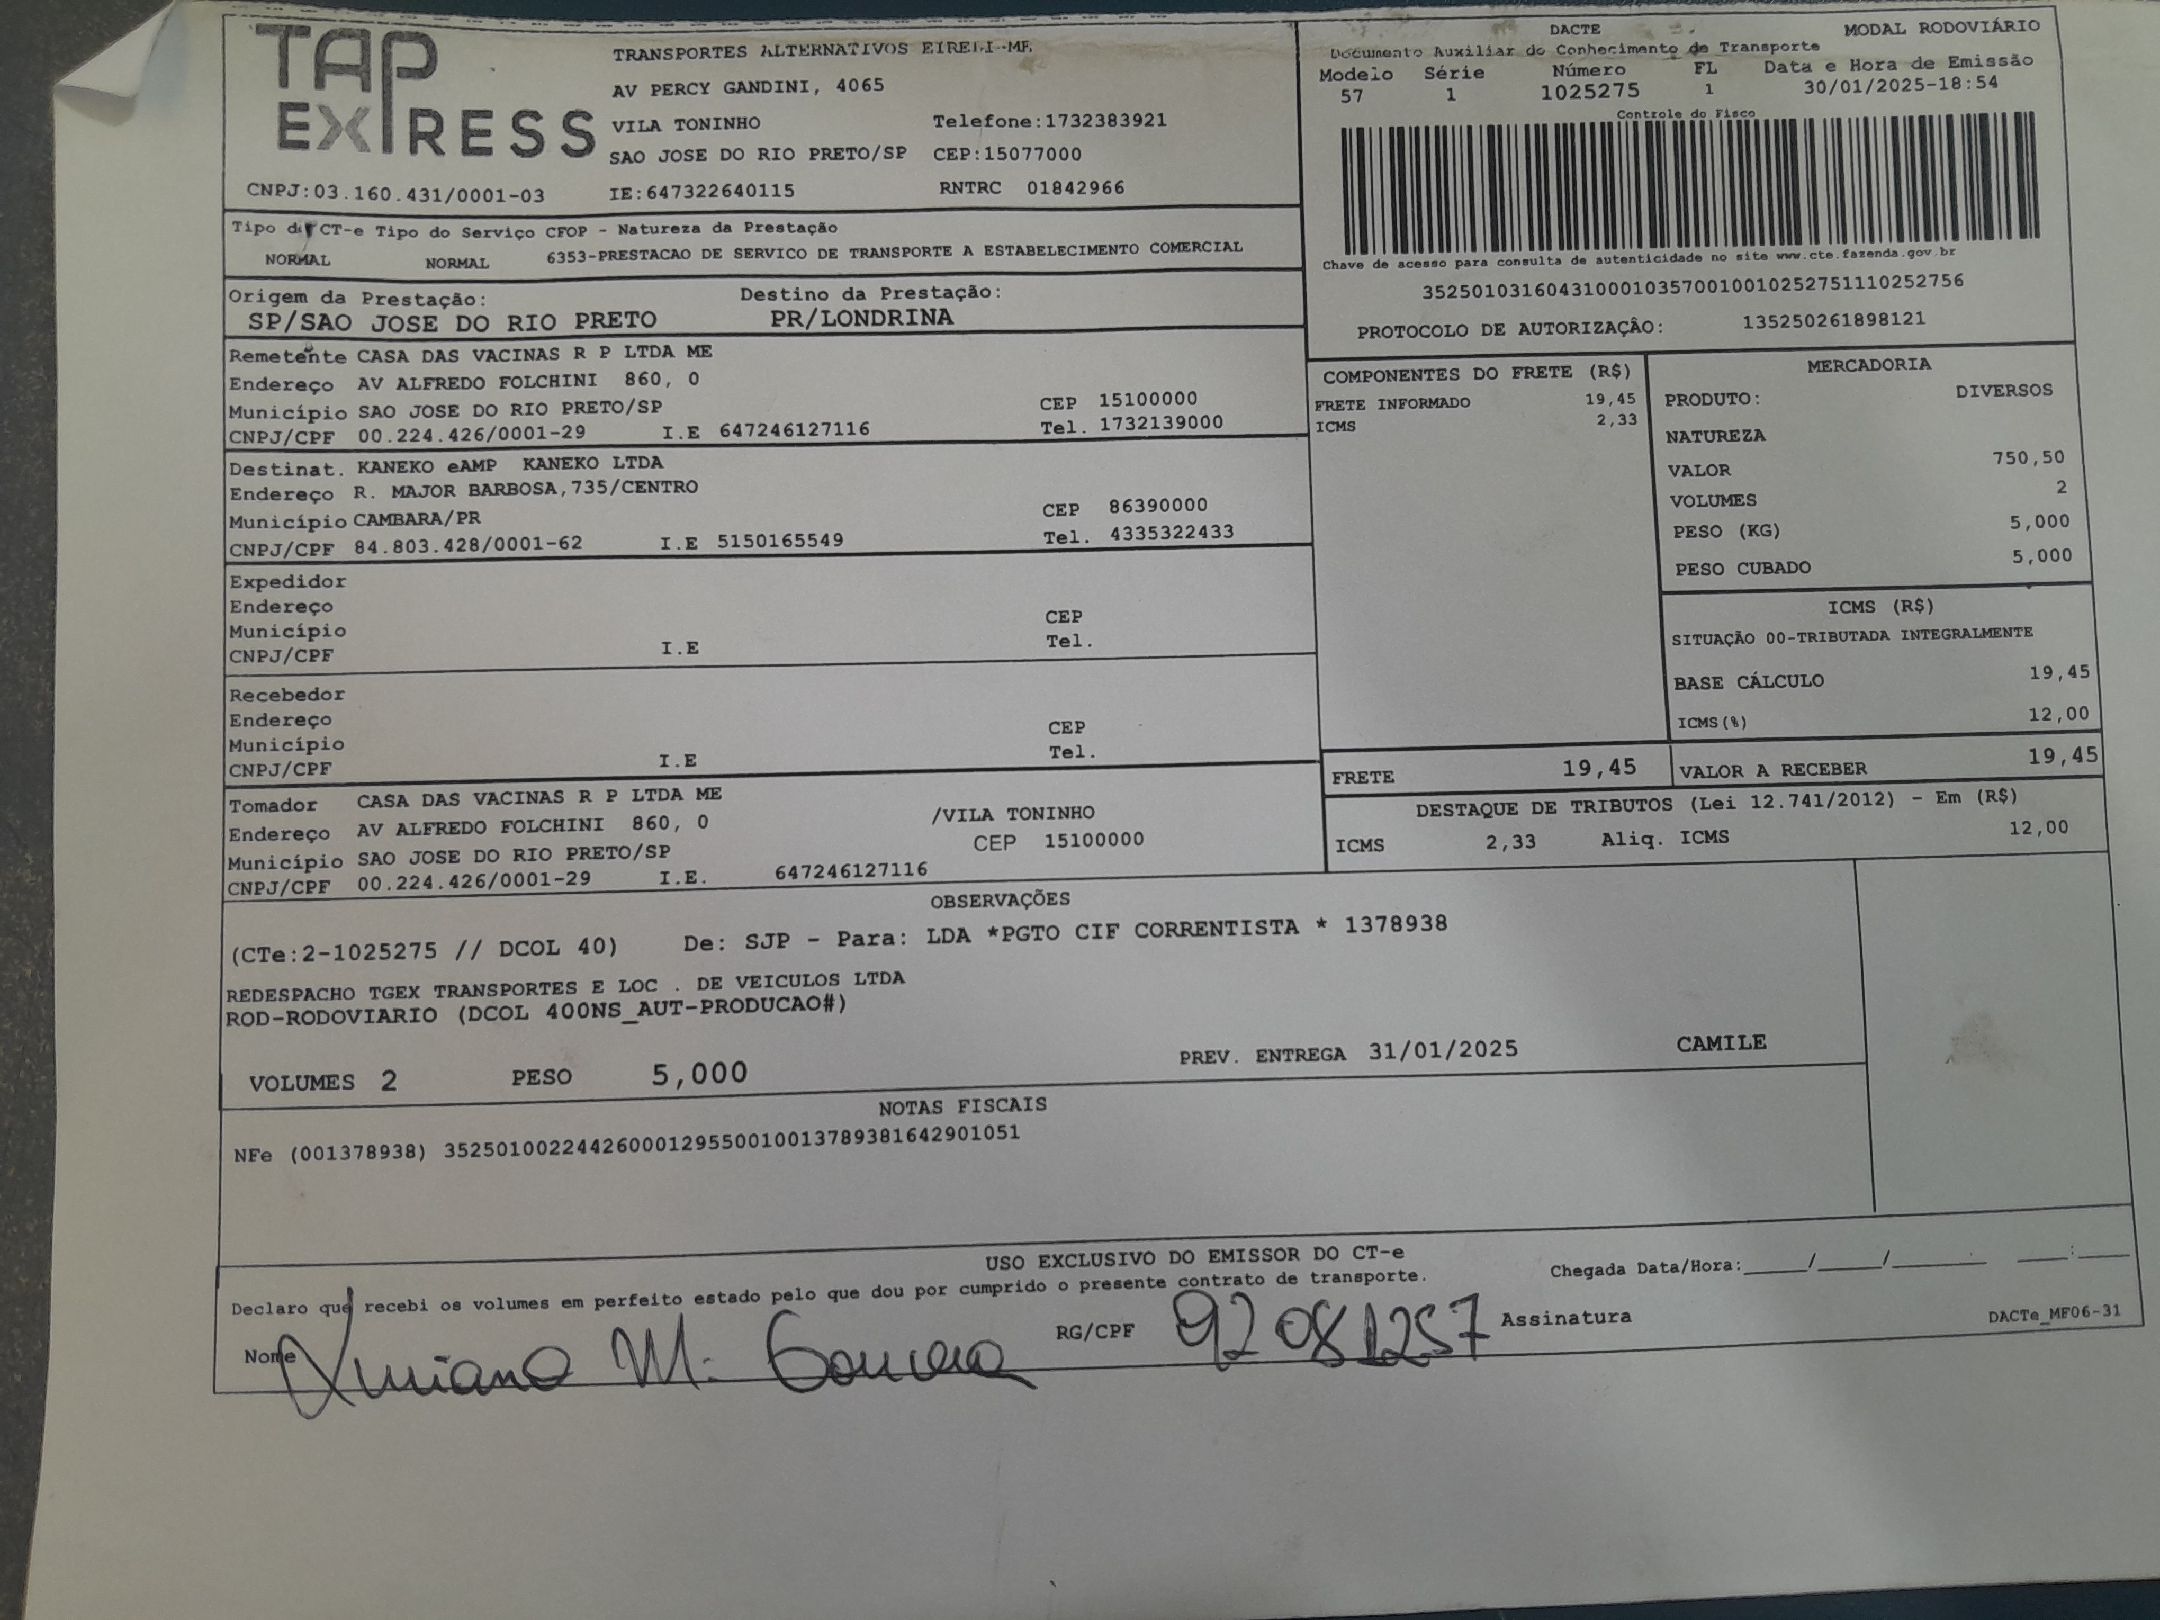 TAP EXPRESS
TRANSPORTES ALTERNATIVOS EIRELI-ME
AV PERCY GANDINI, 4065
VILA TONINHO Telefone:1732383921
SAO JOSE DO RIO PRETO/SP CEP:15077000
CNPJ:03.160.431/0001-03 IE:647322640115 RNTRC 01842966
DACTE MODAL RODOVIÁRIO
Documento Auxiliar do Conhecimento de Transporte
Modelo Série Número FL Data e Hora de Emissão
57 1 1025275 1 30/01/2025-18:54
Controle do Fisco
Chave de acesso para consulta de autenticidade no site www.cte.fazenda.gov.br
35250103160431000103570010010252751110252756
PROTOCOLO DE AUTORIZAÇÂO: 135250261898121
Tipo do CT-e Tipo do Serviço CFOP - Natureza da Prestação
NORMAL NORMAL 6353-PRESTACAO DE SERVICO DE TRANSPORTE A ESTABELECIMENTO COMERCIAL
Origem da Prestação: Destino da Prestação:
SP/SAO JOSE DO RIO PRETO PR/LONDRINA
Remetente CASA DAS VACINAS R P LTDA ME
Endereço AV ALFREDO FOLCHINI 860, 0
Município SAO JOSE DO RIO PRETO/SP CEP 15100000
CNPJ/CPF 00.224.426/0001-29 I.E 647246127116 Tel. 1732139000
Destinat. KANEKO eAMP KANEKO LTDA
Endereço R. MAJOR BARBOSA,735/CENTRO
Município CAMBARA/PR CEP 86390000
CNPJ/CPF 84.803.428/0001-62 I.E 5150165549 Tel. 4335322433
Expedidor
Endereço
Município CEP
CNPJ/CPF I.E Tel.
Recebedor
Endereço
Município CEP
CNPJ/CPF I.E Tel.
Tomador CASA DAS VACINAS R P LTDA ME
Endereço AV ALFREDO FOLCHINI 860, 0 /VILA TONINHO
Município SAO JOSE DO RIO PRETO/SP CEP 15100000
CNPJ/CPF 00.224.426/0001-29 I.E. 647246127116
COMPONENTES DO FRETE (R$)
FRETE INFORMADO 19,45
ICMS 2,33
MERCADORIA
PRODUTO: DIVERSOS
NATUREZA
VALOR 750,50
VOLUMES 2
PESO (KG) 5,000
PESO CUBADO 5,000
ICMS (R$)
SITUAÇÃO 00-TRIBUTADA INTEGRALMENTE
BASE CÁLCULO 19,45
ICMS(%) 12,00
FRETE 19,45 VALOR A RECEBER 19,45
DESTAQUE DE TRIBUTOS (Lei 12.741/2012) - Em (R$)
ICMS 2,33 Aliq. ICMS 12,00
OBSERVAÇÕES
(CTe:2-1025275 // DCOL 40) De: SJP - Para: LDA *PGTO CIF CORRENTISTA * 1378938
REDESPACHO TGEX TRANSPORTES E LOC . DE VEICULOS LTDA
ROD-RODOVIARIO (DCOL 400NS_AUT-PRODUCAO#)
VOLUMES 2 PESO 5,000 PREV. ENTREGA 31/01/2025 CAMILE
NOTAS FISCAIS
NFe (001378938) 35250100224426000129550010013789381642901051
USO EXCLUSIVO DO EMISSOR DO CT-e
Declaro que recebi os volumes em perfeito estado pelo que dou por cumprido o presente contrato de transporte. Chegada Data/Hora:_____/_____/_______ ____:____
Nome M. RG/CPF 92081257 Assinatura DACTe_MF06-31